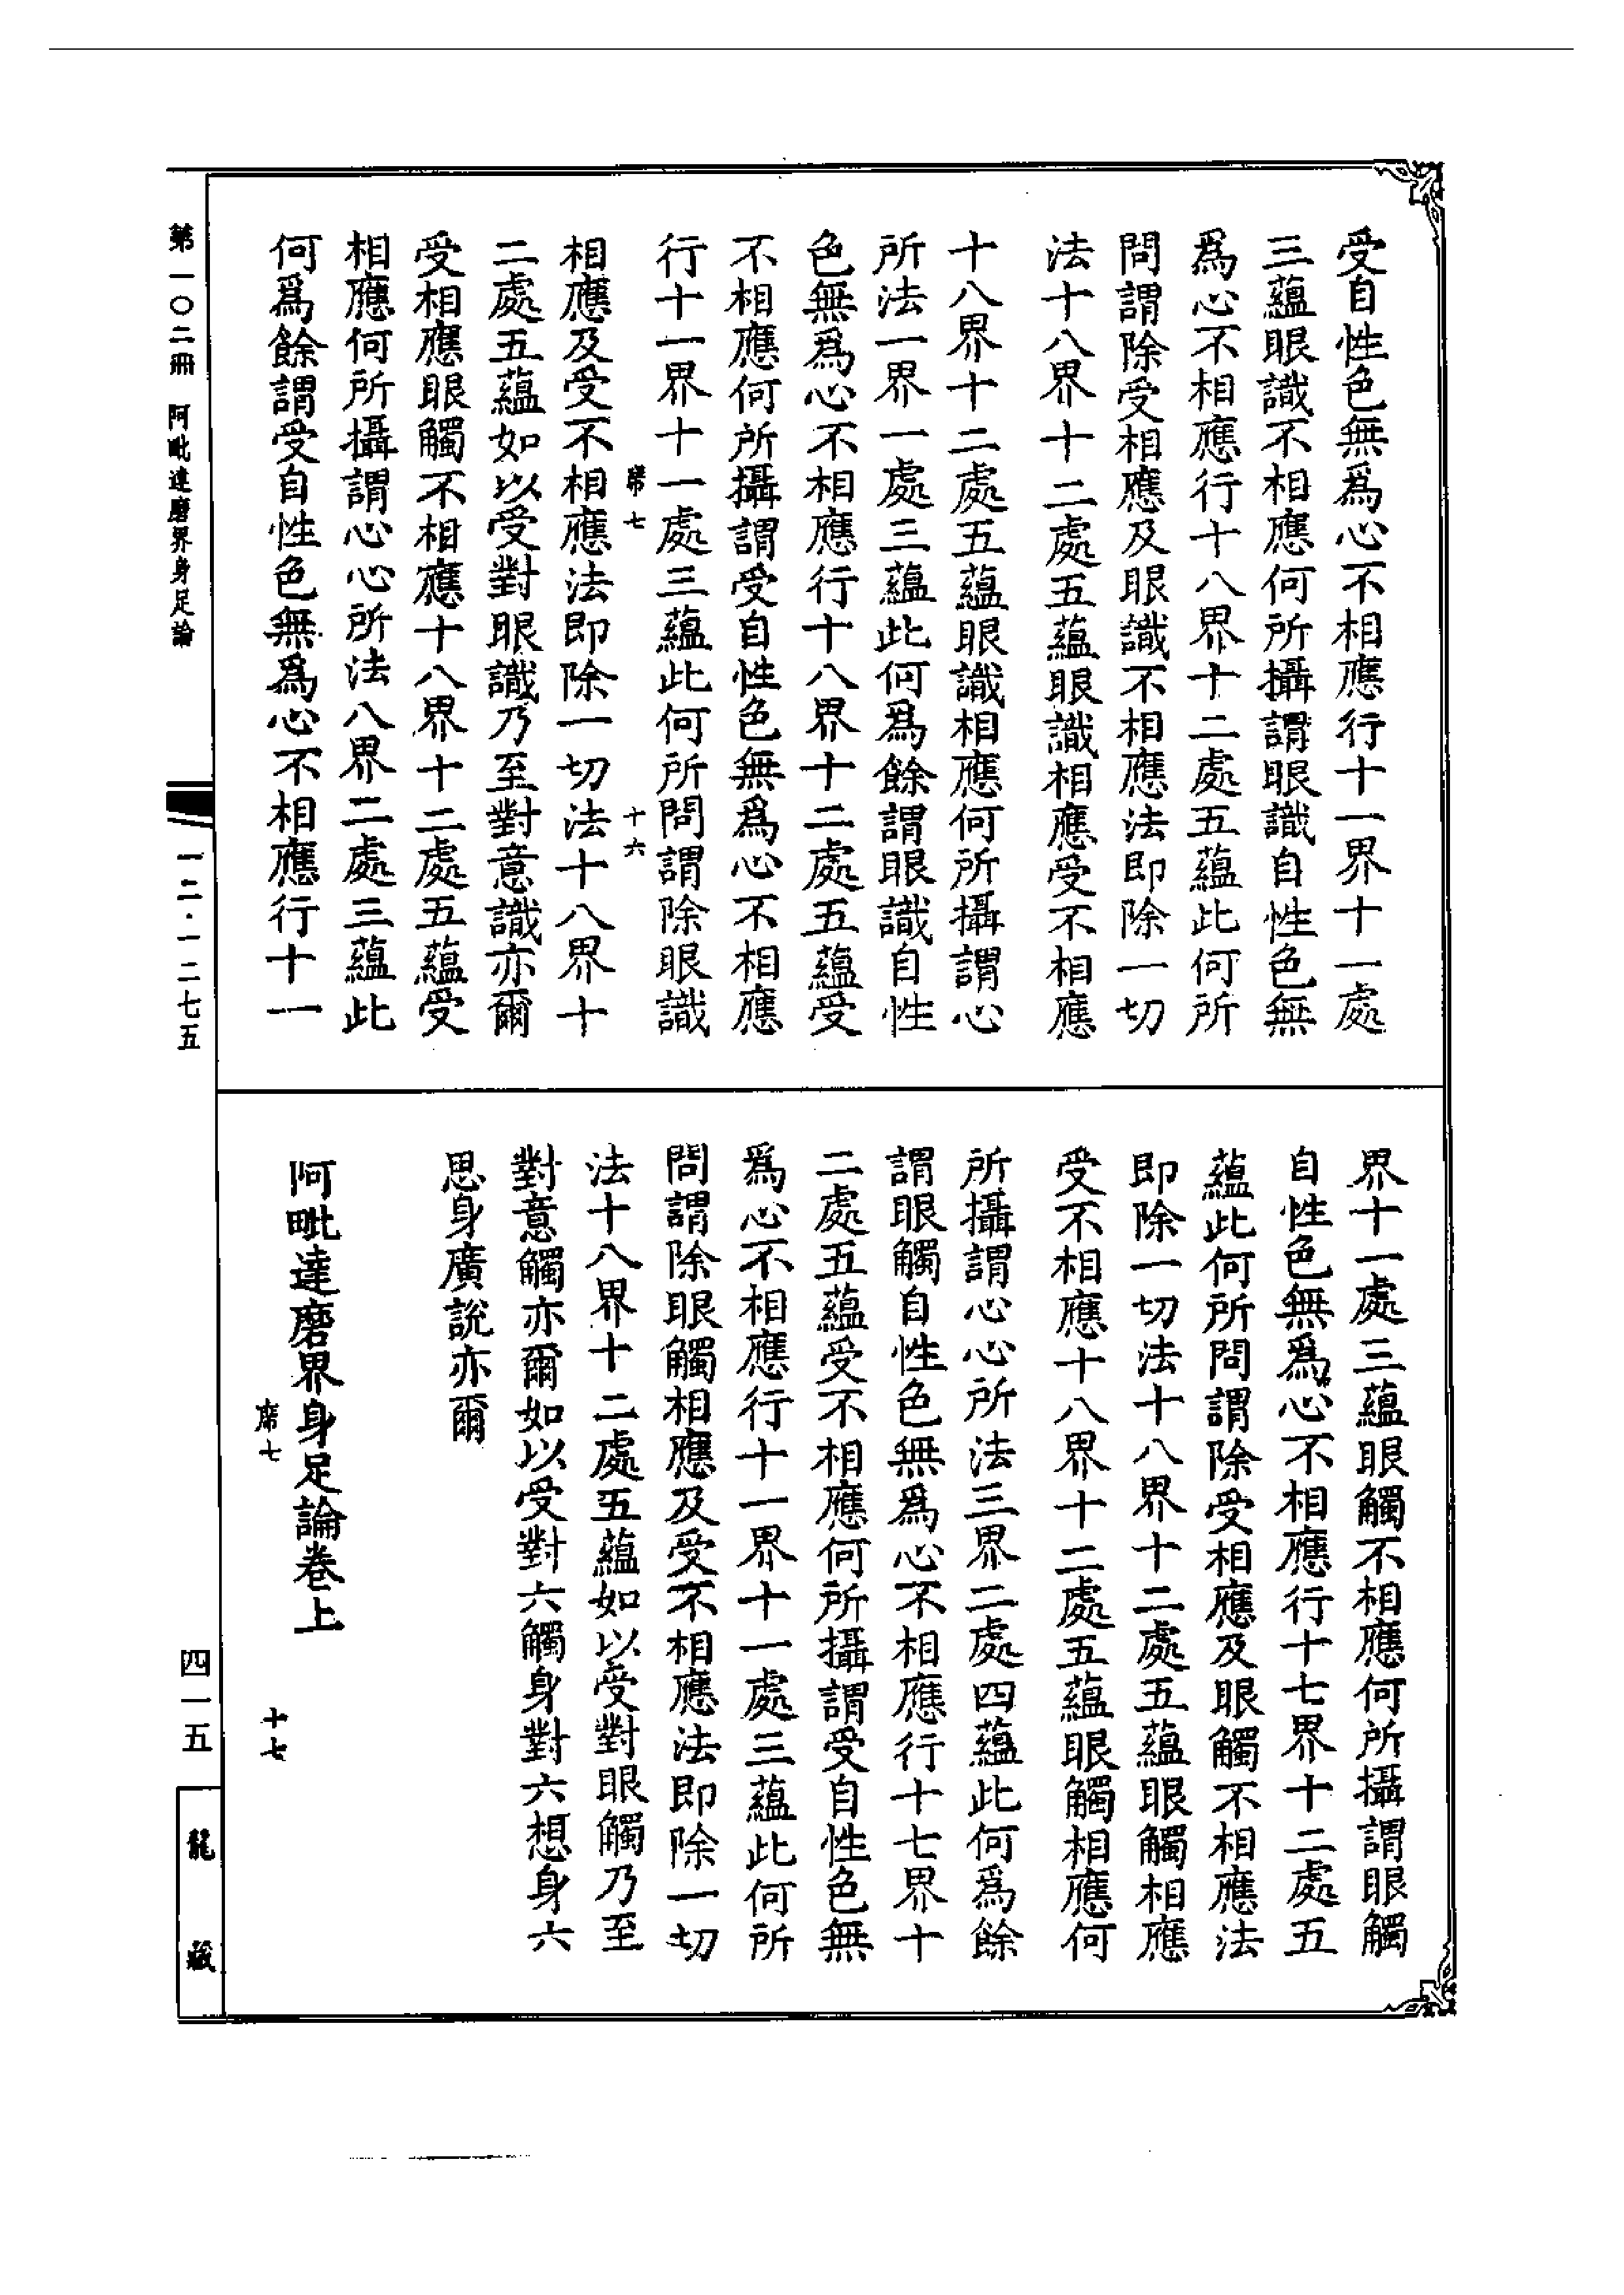 受自性色無爲心不相應行十一界十一處
三蘊眼識不相應何所攝謂眼識自性色無
爲心不相應行十八界十二處五蘊此何所
問謂除受相應及眼識不相應法即除一切
法十八界十二處五蘊眼識相應受不相應
十八界十二處五蘊眼識相應何所攝謂心
所法一界一處三蘊此何爲餘謂眼識自性
色無爲心不相應行十八界十二處五蘊受
不相應何所攝謂受自性色無爲心不相應
行十一界十一處三蘊此何所問謂除眼識
席七 十六
相應及受不相應法即除一切法十八界十
二處五蘊如以受對眼識乃至對意識亦爾
受相應眼觸不相應十八界十二處五蘊受
相應何所攝謂心心所法八界二處三蘊此
何爲餘謂受自性色無爲心不相應行十一
界十一處三蘊眼觸不相應何所攝謂眼觸
自性色無爲心不相應行十七界十二處五
蘊此何所問謂除受相應及眼觸不相應法
即除一切法十八界十二處五蘊眼觸相應
受不相應十八界十二處五蘊眼觸相應何
所攝謂心心所法三界二處四蘊此何爲餘
謂眼觸自性色無爲心不相應行十七界十
二處五蘊受不相應何所攝謂受自性色無
爲心不相應行十一界十一處三蘊此何所
問謂除眼觸相應及受不相應法即除一切
法十八界十二處五蘊如以受對眼觸乃至
對意觸亦爾如以受對六觸身對六想身六
思身廣說亦爾
阿毗達磨界身足論卷上
席七 十七
第一〇二冊 阿毗達磨界身足論
一二·一二七五
四一五
龍藏